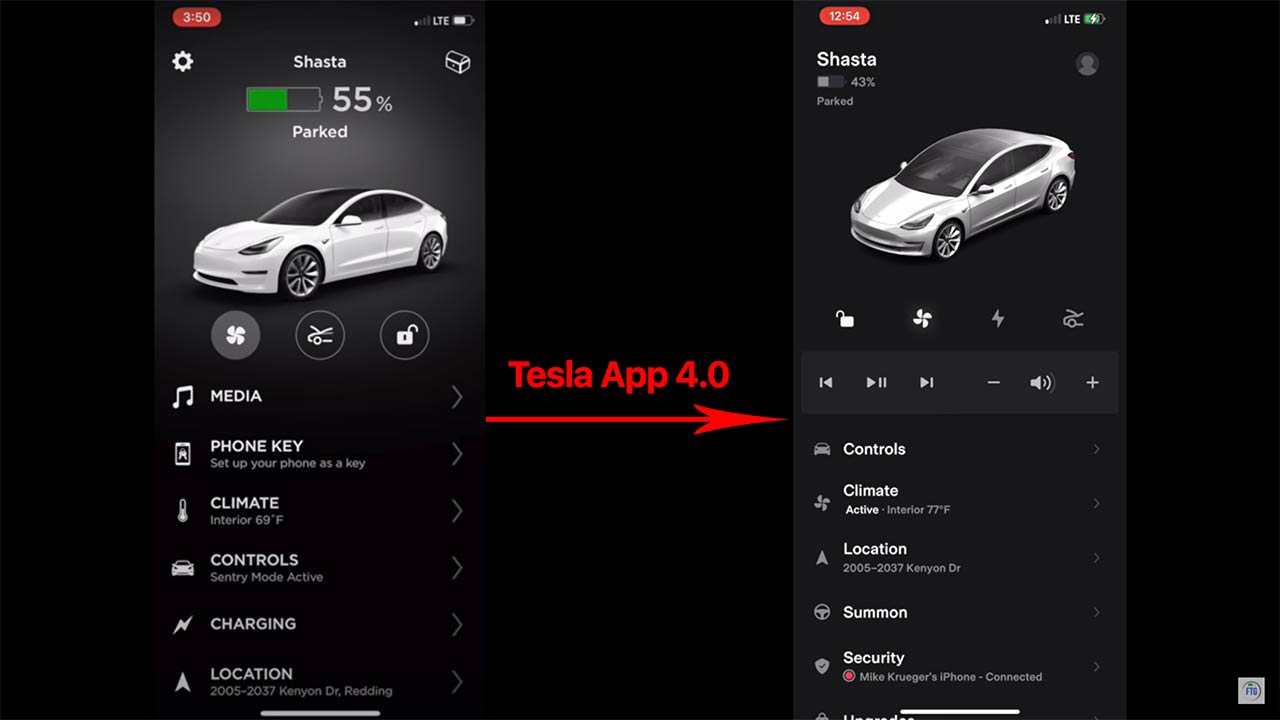 3:50
LTE
Shasta
55%
Parked
MEDIA
PHONE KEY
Set up your phone as a key
CLIMATE
Interior 69°F
CONTROLS
Sentry Mode Active
CHARGING
LOCATION
2005–2037 Kenyon Dr, Redding
Tesla App 4.0
12:54
LTE
Shasta
43%
Parked
Controls
Climate
Active · Interior 77°F
Location
2005–2037 Kenyon Dr
Summon
Security
Mike Krueger's iPhone - Connected
FTG